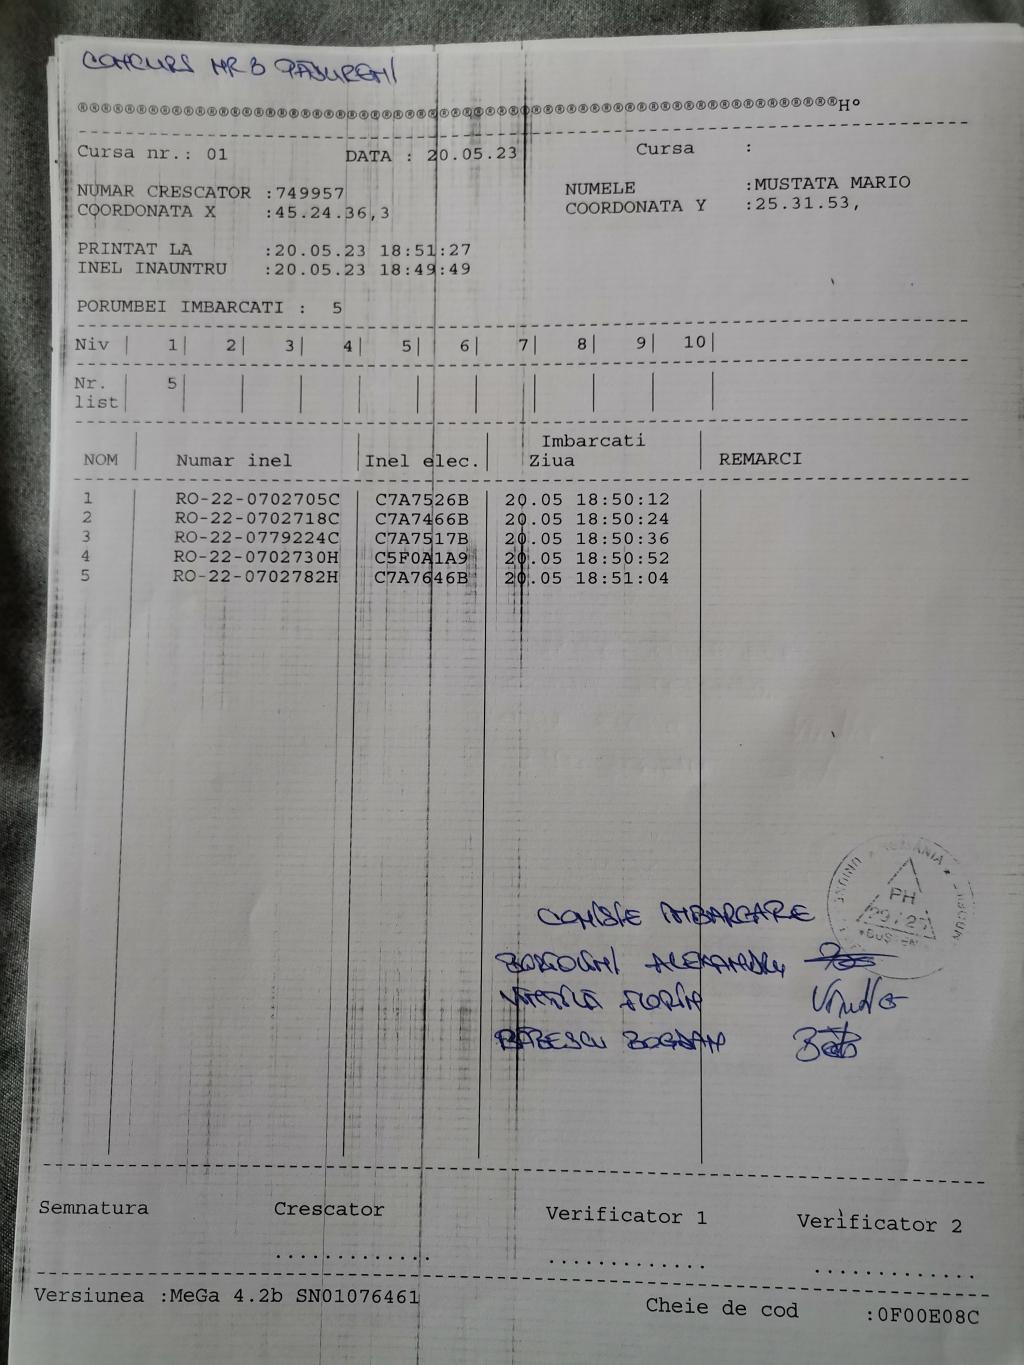 CONCURS NR 3 PĂDURENI
®®®®®®®®®®®®®®®®®®®®®®®®®®®®®®®®®®®®®®®®®®®®®®®®®®®®®®®®®®®®®®®®®H°
Cursa nr.: 01 DATA : 20.05.23 Cursa :
NUMAR CRESCATOR :749957 NUMELE :MUSTATA MARIO
COORDONATA X :45.24.36,3 COORDONATA Y :25.31.53,
PRINTAT LA :20.05.23 18:51:27
INEL INAUNTRU :20.05.23 18:49:49
PORUMBEI IMBARCATI : 5
Niv | 1| 2| 3| 4| 5| 6| 7| 8| 9| 10|
Nr. 5
list
Imbarcati
NOM Numar inel Inel elec. Ziua REMARCI
1 RO-22-0702705C C7A7526B 20.05 18:50:12
2 RO-22-0702718C C7A7466B 20.05 18:50:24
3 RO-22-0779224C C7A7517B 20.05 18:50:36
4 RO-22-0702730H C5F0A1A9 20.05 18:50:52
5 RO-22-0702782H C7A7646B 20.05 18:51:04
ROMANIA
PH
BUSTENI
COMISIE IMBARCARE
ALEXANDRU
FLORIN
BĂBESCU BOGDAN
Semnatura Crescator Verificator 1 Verificator 2
Versiunea :MeGa 4.2b SN01076461 Cheie de cod :0F00E08C